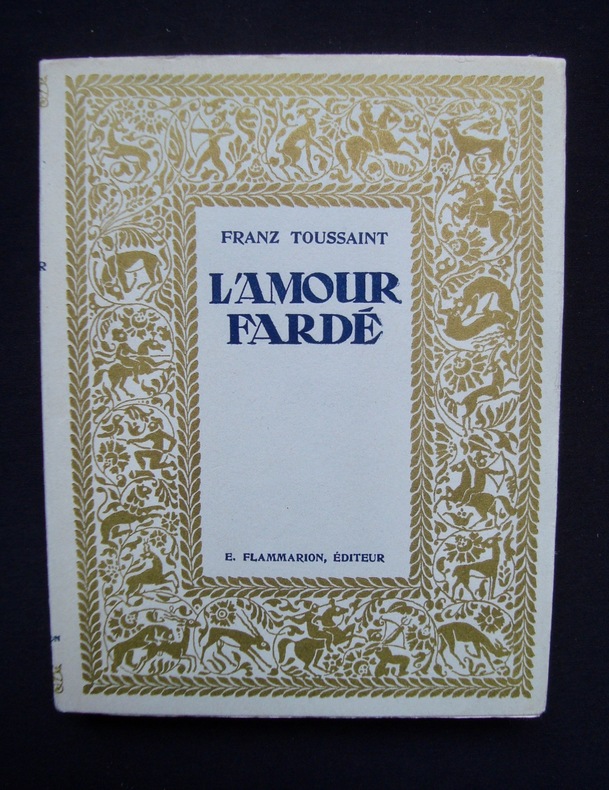 FRANZ TOUSSAINT
L'AMOUR
FARDÉ
E. FLAMMARION, ÉDITEUR